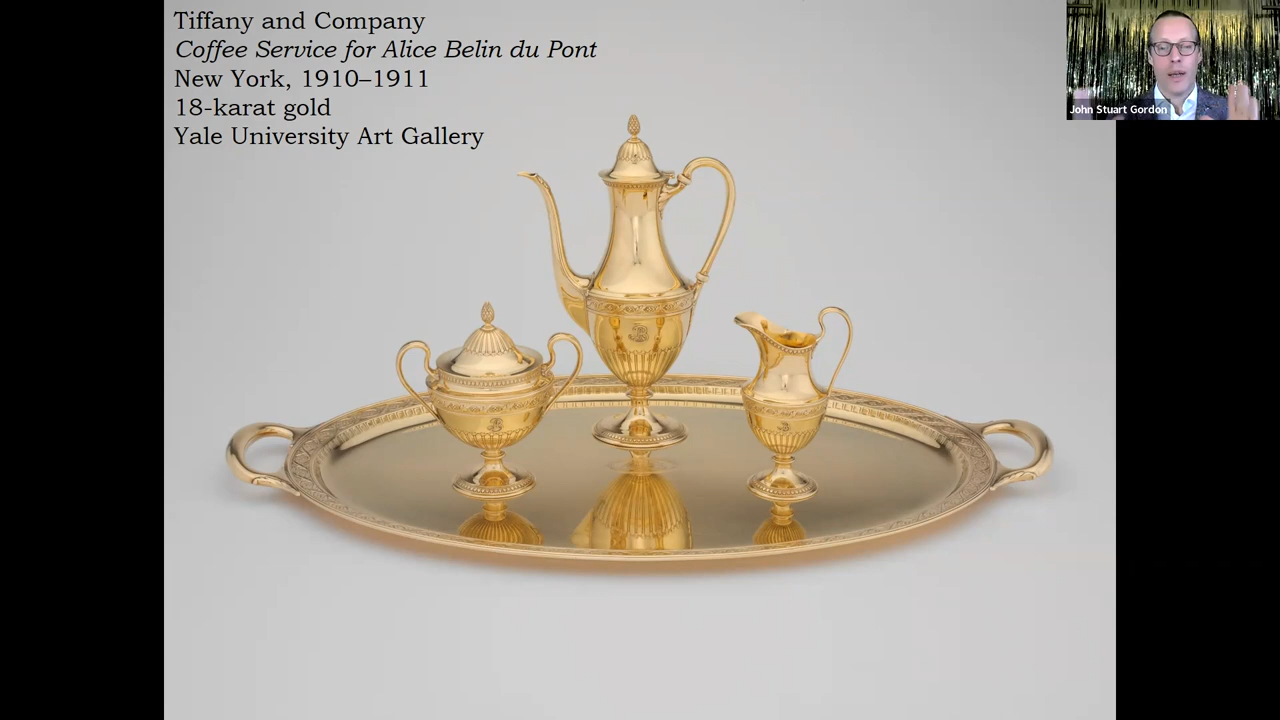 Tiffany and Company
Coffee Service for Alice Belin du Pont
New York, 1910–1911
18-karat gold
Yale University Art Gallery
John Stuart Gordon
B
B
B